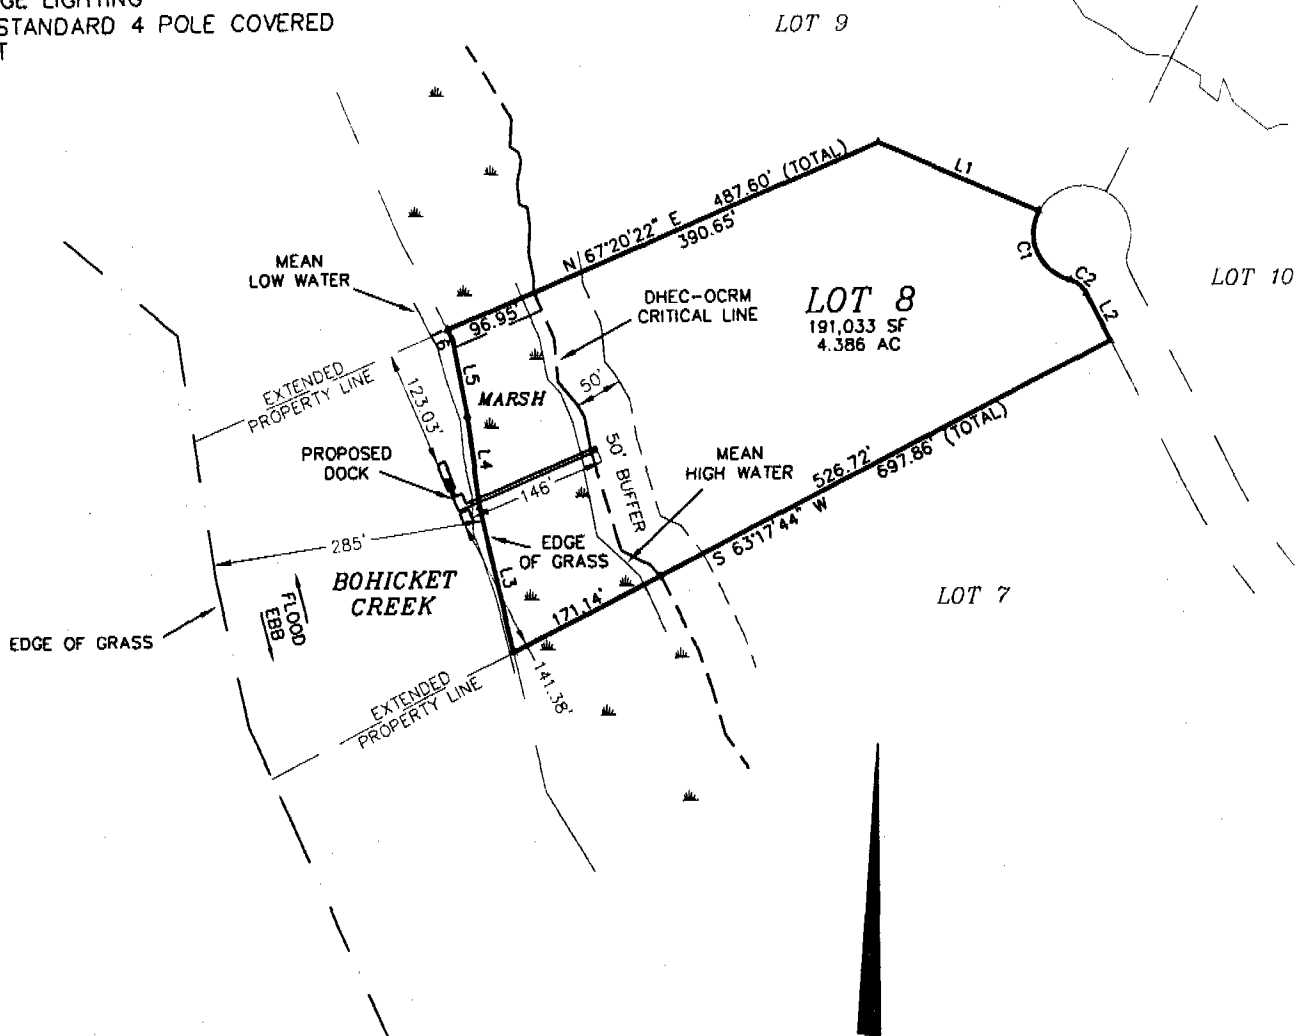 GE LIGHTING
STANDARD 4 POLE COVERED
T
LOT 9
487.60' (TOTAL)
L1
N 67°20'22" E
390.65'
MEAN
LOW WATER
DHEC-OCRM
CRITICAL LINE
LOT 8
191,033 SF
4.386 AC
C1
C2
L2
LOT 10
96.95'
L6
L5
EXTENDED
PROPERTY LINE
123.03'
MARSH
50'
PROPOSED
DOCK
L4
146'
50' BUFFER
MEAN
HIGH WATER
526.72'
697.86' (TOTAL)
S 63°17'44" W
285'
EDGE
OF GRASS
BOHICKET
CREEK
L3
LOT 7
FLOOD
EBB
171.14'
EDGE OF GRASS
EXTENDED
PROPERTY LINE
141.38'